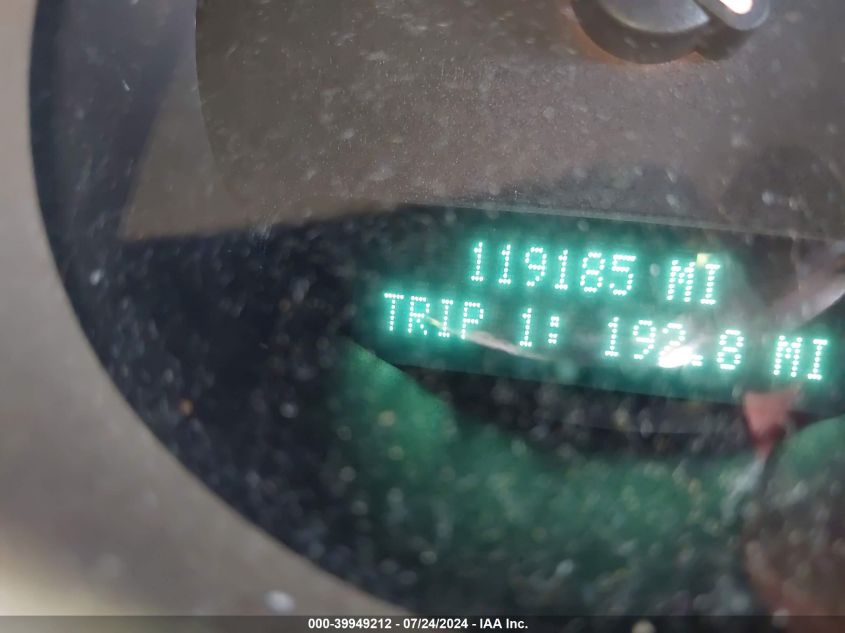 119185 MI
TRIP 1: 192.8 MI
000-39949212 - 07/24/2024 - IAA Inc.